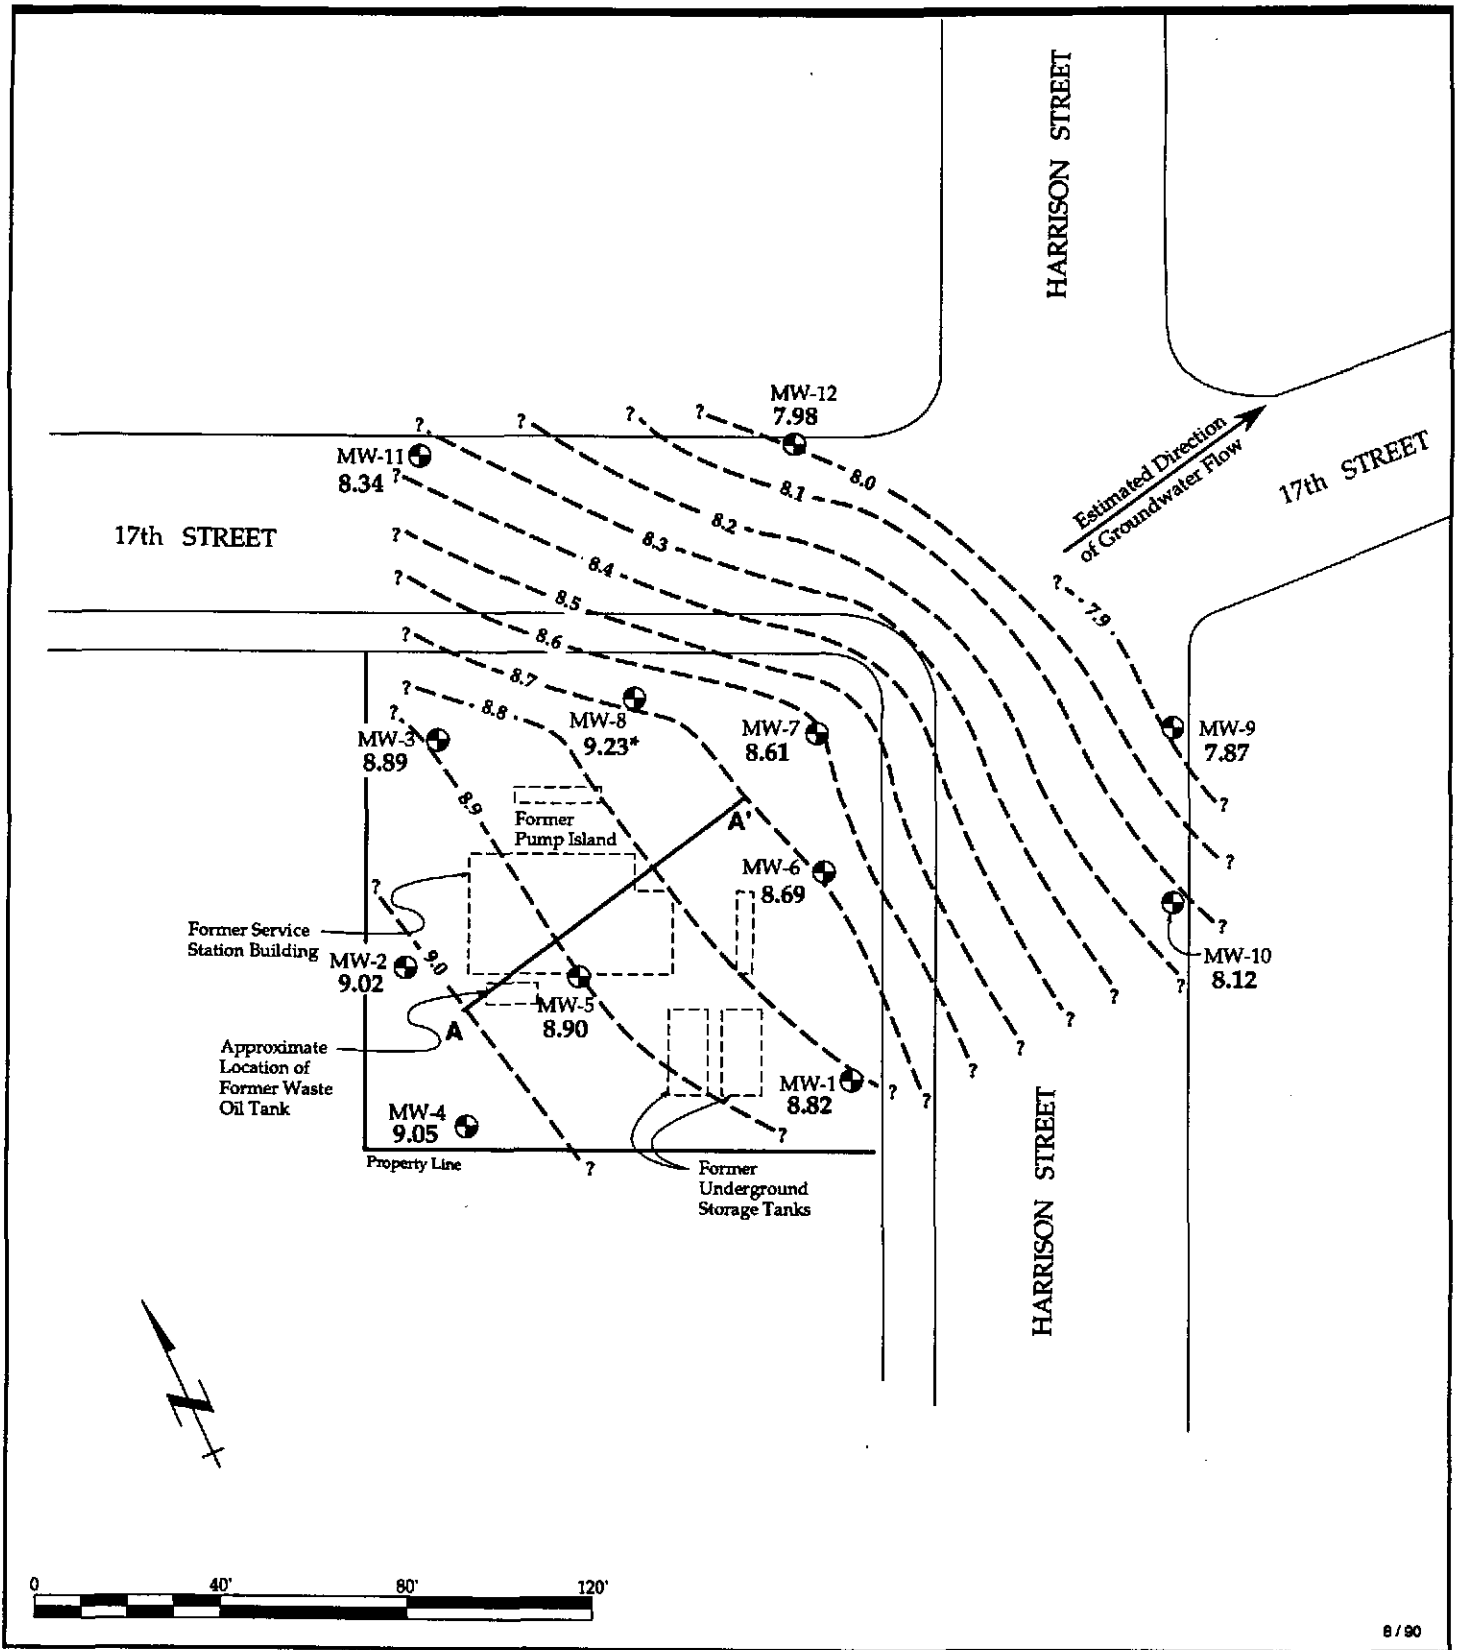 HARRISON STREET
MW-12
7.98
?
?
?
?
MW-11
8.34
?
8.0
8.1
8.2
8.3
8.4
8.5
8.6
8.7
8.8
8.9
9.0
7.9
Estimated Direction
of Groundwater Flow
17th STREET
17th STREET
?
?
?
?
?
?
?
?
MW-3
8.89
MW-8
9.23*
MW-7
8.61
MW-9
7.87
Former
Pump Island
A'
MW-6
8.69
Former Service
Station Building
MW-2
9.02
A
MW-5
8.90
MW-10
8.12
?
?
?
?
?
?
?
?
?
?
?
?
Approximate
Location of
Former Waste
Oil Tank
MW-1
8.82
MW-4
9.05
Property Line
Former
Underground
Storage Tanks
HARRISON STREET
N
0 40' 80' 120'
8 / 90